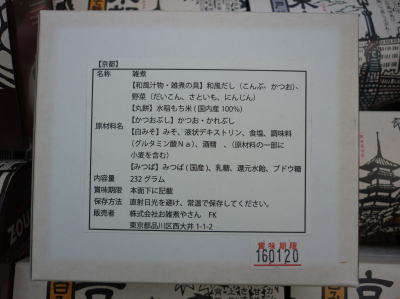 【京都】
名称 雑煮
【和風汁物・雑煮の具】和風だし(こんぶ、かつお)、
野菜(だいこん、さといも、にんじん)
【丸餅】水稲もち米(国内産100%)
【かつおぶし】かつお・かれぶし
原材料名 【白みそ】みそ、液状デキストリン、食塩、調味料
(グルタミン酸Na)、酒精 、(原材料の一部に
小麦を含む)
【みつば】みつば(国産)、乳糖、還元水飴、ブドウ糖
内容量 232グラム
賞味期限 本面下に記載
保存方法 直射日光を避け、常温で保存してください。
販売者 株式会社お雑煮やさん FK
東京都品川区西大井1-1-2
賞味期限
160120